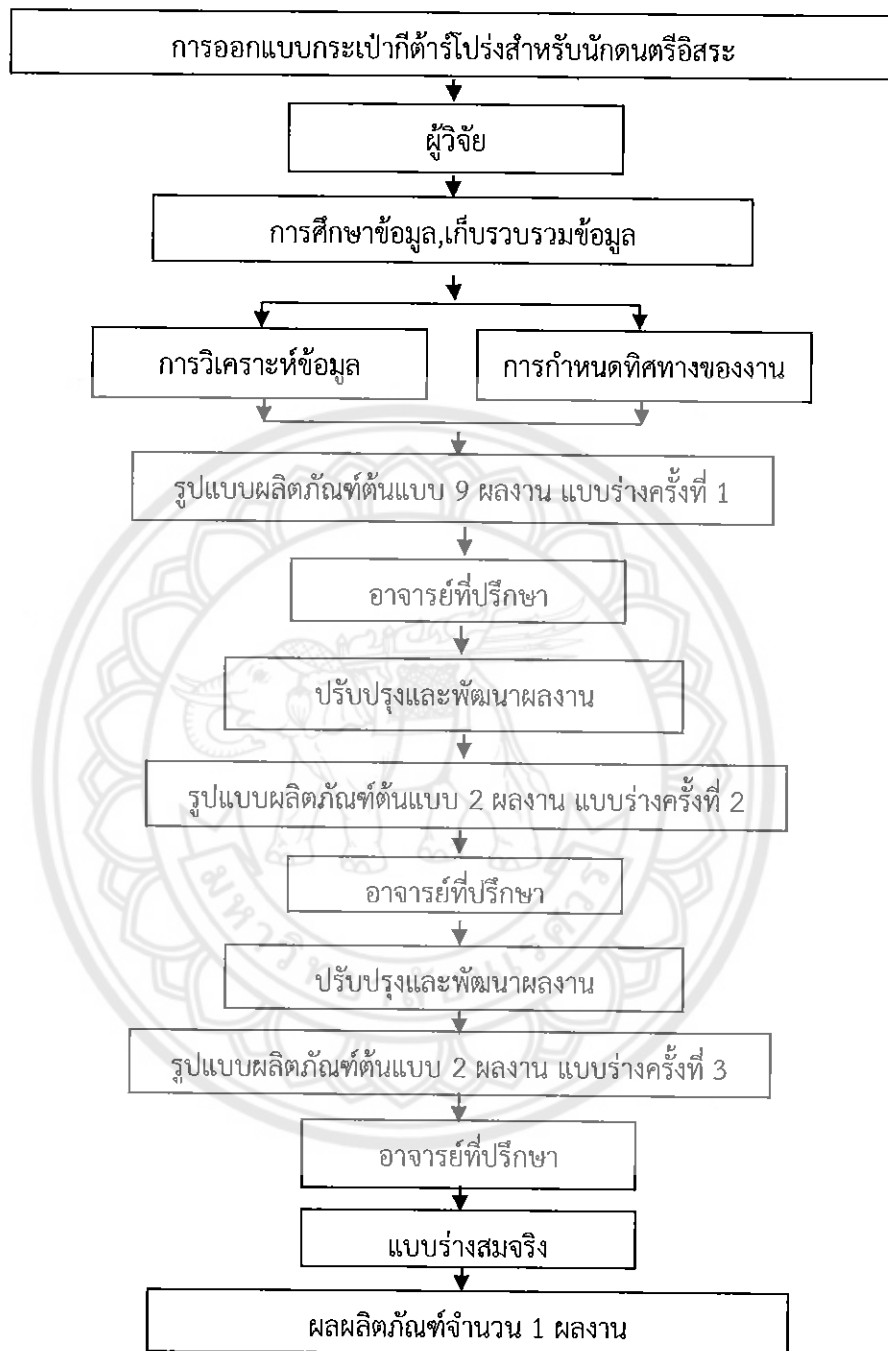 การออกแบบกระเป๋ากีต้าร์โปร่งสำหรับนักดนตรีอิสระ
ผู้วิจัย
การศึกษาข้อมูล,เก็บรวบรวมข้อมูล
การวิเคราะห์ข้อมูล
การกำหนดทิศทางของงาน
รูปแบบผลิตภัณฑ์ต้นแบบ 9 ผลงาน แบบร่างครั้งที่ 1
อาจารย์ที่ปรึกษา
ปรับปรุงและพัฒนาผลงาน
รูปแบบผลิตภัณฑ์ต้นแบบ 2 ผลงาน แบบร่างครั้งที่ 2
อาจารย์ที่ปรึกษา
ปรับปรุงและพัฒนาผลงาน
รูปแบบผลิตภัณฑ์ต้นแบบ 2 ผลงาน แบบร่างครั้งที่ 3
อาจารย์ที่ปรึกษา
แบบร่างสมจริง
ผลผลิตภัณฑ์จำนวน 1 ผลงาน
มหาวิทยาลัยนเรศวร